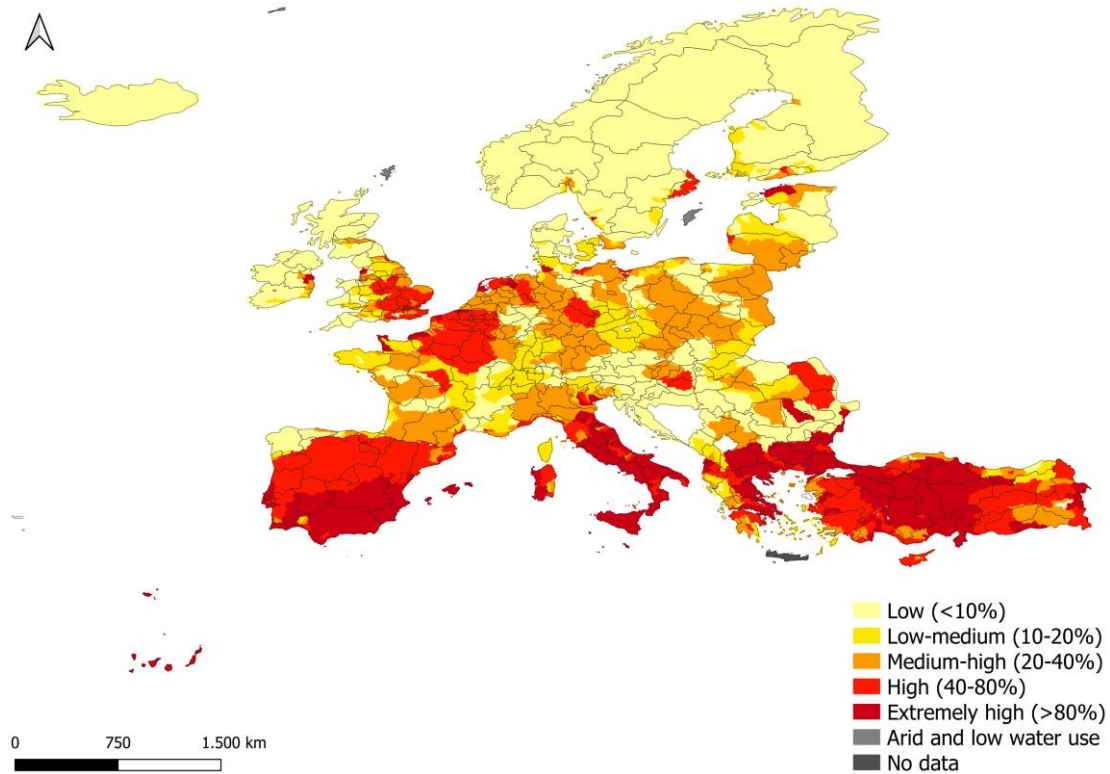 Low (<10%)
Low-medium (10-20%)
Medium-high (20-40%)
High (40-80%)
Extremely high (>80%)
Arid and low water use
No data
0 750 1.500 km